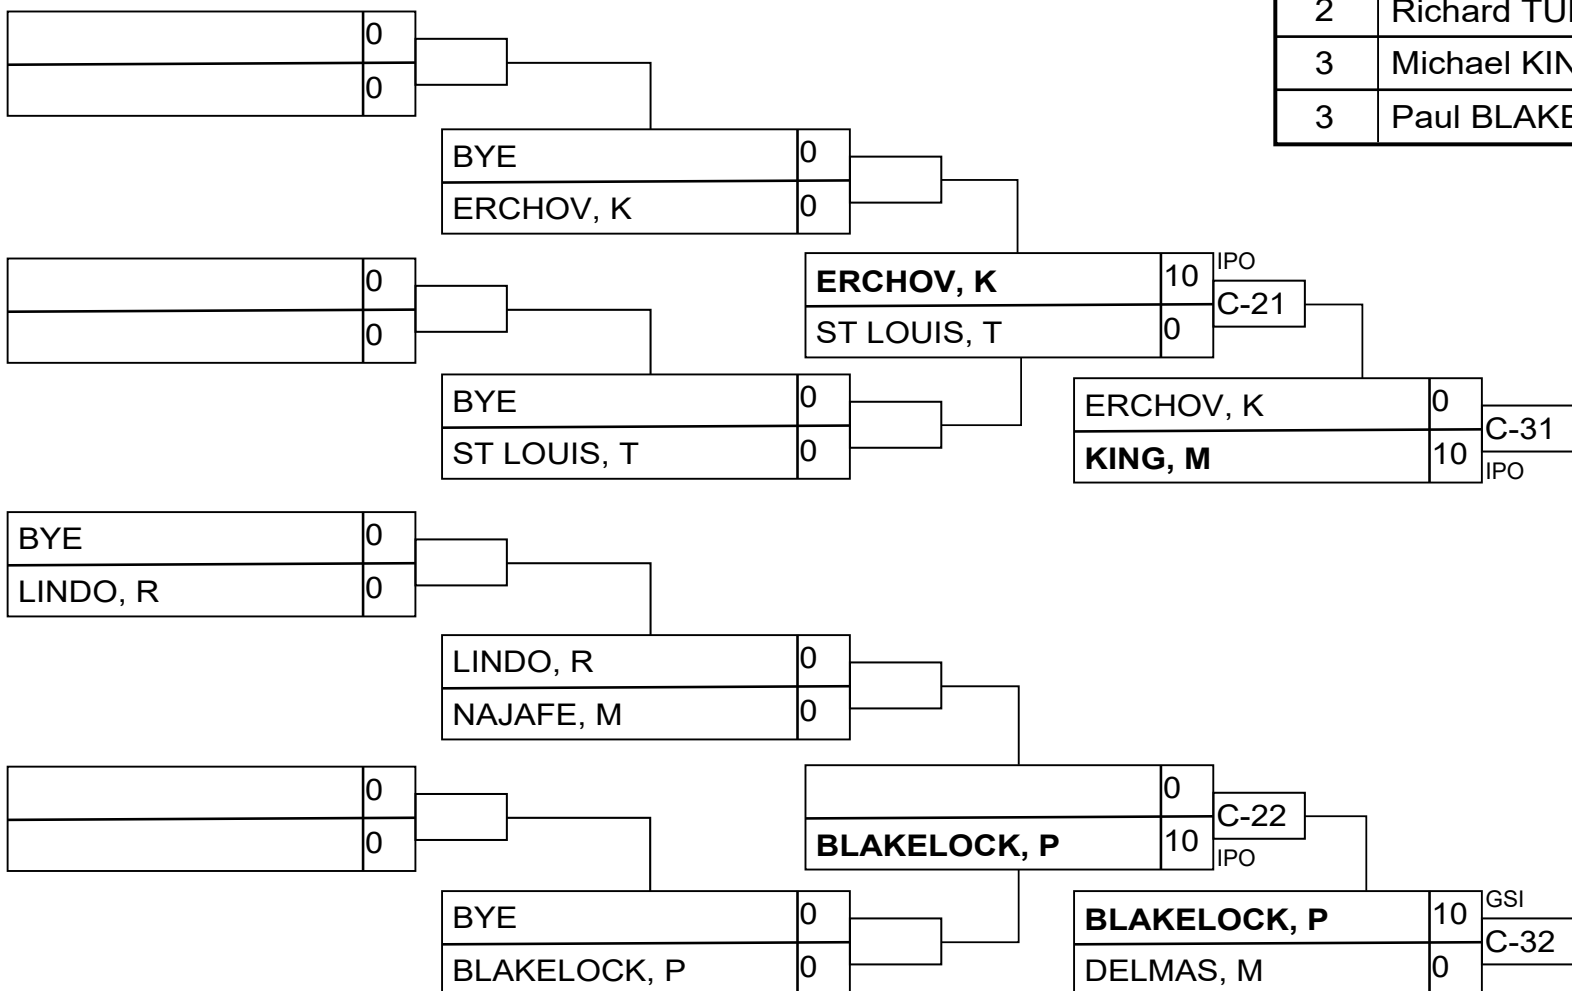 0
0
BYE 0
ERCHOV, K 0
0
0
BYE 0
ST LOUIS, T 0
ERCHOV, K 10 IPO
C-21
ST LOUIS, T 0
ERCHOV, K 0
C-31
KING, M 10 IPO
BYE 0
LINDO, R 0
LINDO, R 0
NAJAFE, M 0
0
0
BYE 0
BLAKELOCK, P 0
0
C-22
BLAKELOCK, P 10 IPO
BLAKELOCK, P 10 GSI
C-32
DELMAS, M 0
2 Richard
3 Michael
3 Paul